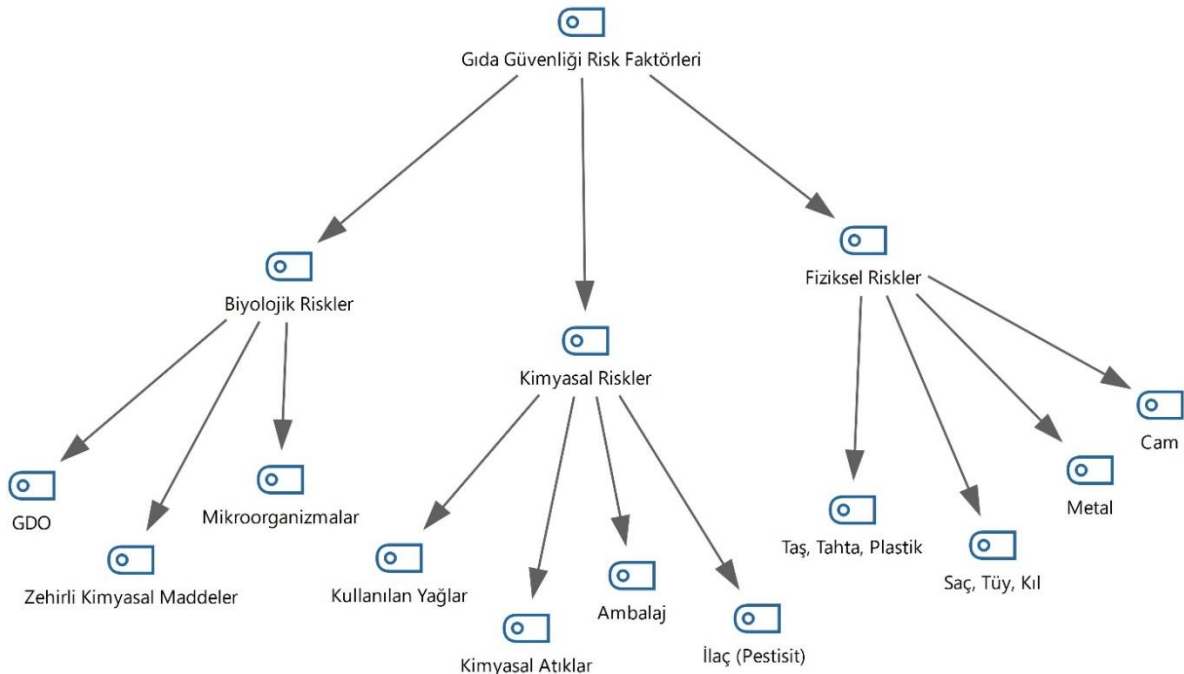 Gıda Güvenliği Risk Faktörleri
Biyolojik Riskler
Kimyasal Riskler
Fiziksel Riskler
GDO
Zehirli Kimyasal Maddeler
Mikroorganizmalar
Kullanılan Yağlar
Kimyasal Atıklar
Ambalaj
İlaç (Pestisit)
Taş, Tahta, Plastik
Saç, Tüy, Kıl
Metal
Cam